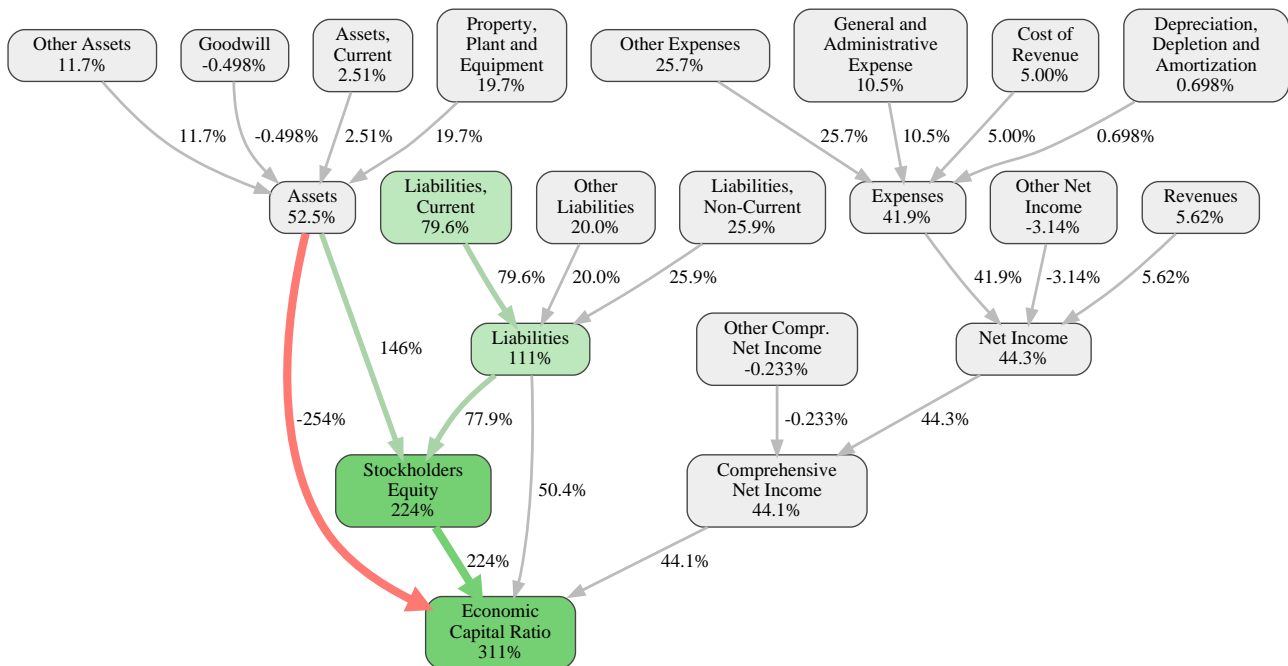 Other Assets
11.7%
Goodwill
-0.498%
Assets,
Current
2.51%
Property,
Plant and
Equipment
19.7%
Other Expenses
25.7%
General and
Administrative
Expense
10.5%
Cost of
Revenue
5.00%
Depreciation,
Depletion and
Amortization
0.698%
11.7%
-0.498%
2.51%
19.7%
25.7%
10.5%
5.00%
0.698%
Assets
52.5%
Liabilities,
Current
79.6%
Other
Liabilities
20.0%
Liabilities,
Non-Current
25.9%
Expenses
41.9%
Other Net
Income
-3.14%
Revenues
5.62%
79.6%
20.0%
25.9%
41.9%
-3.14%
5.62%
146%
Liabilities
111%
Other Compr.
Net Income
-0.233%
Net Income
44.3%
-254%
77.9%
-0.233%
44.3%
Stockholders
Equity
224%
50.4%
Comprehensive
Net Income
44.1%
224%
44.1%
Economic
Capital Ratio
311%